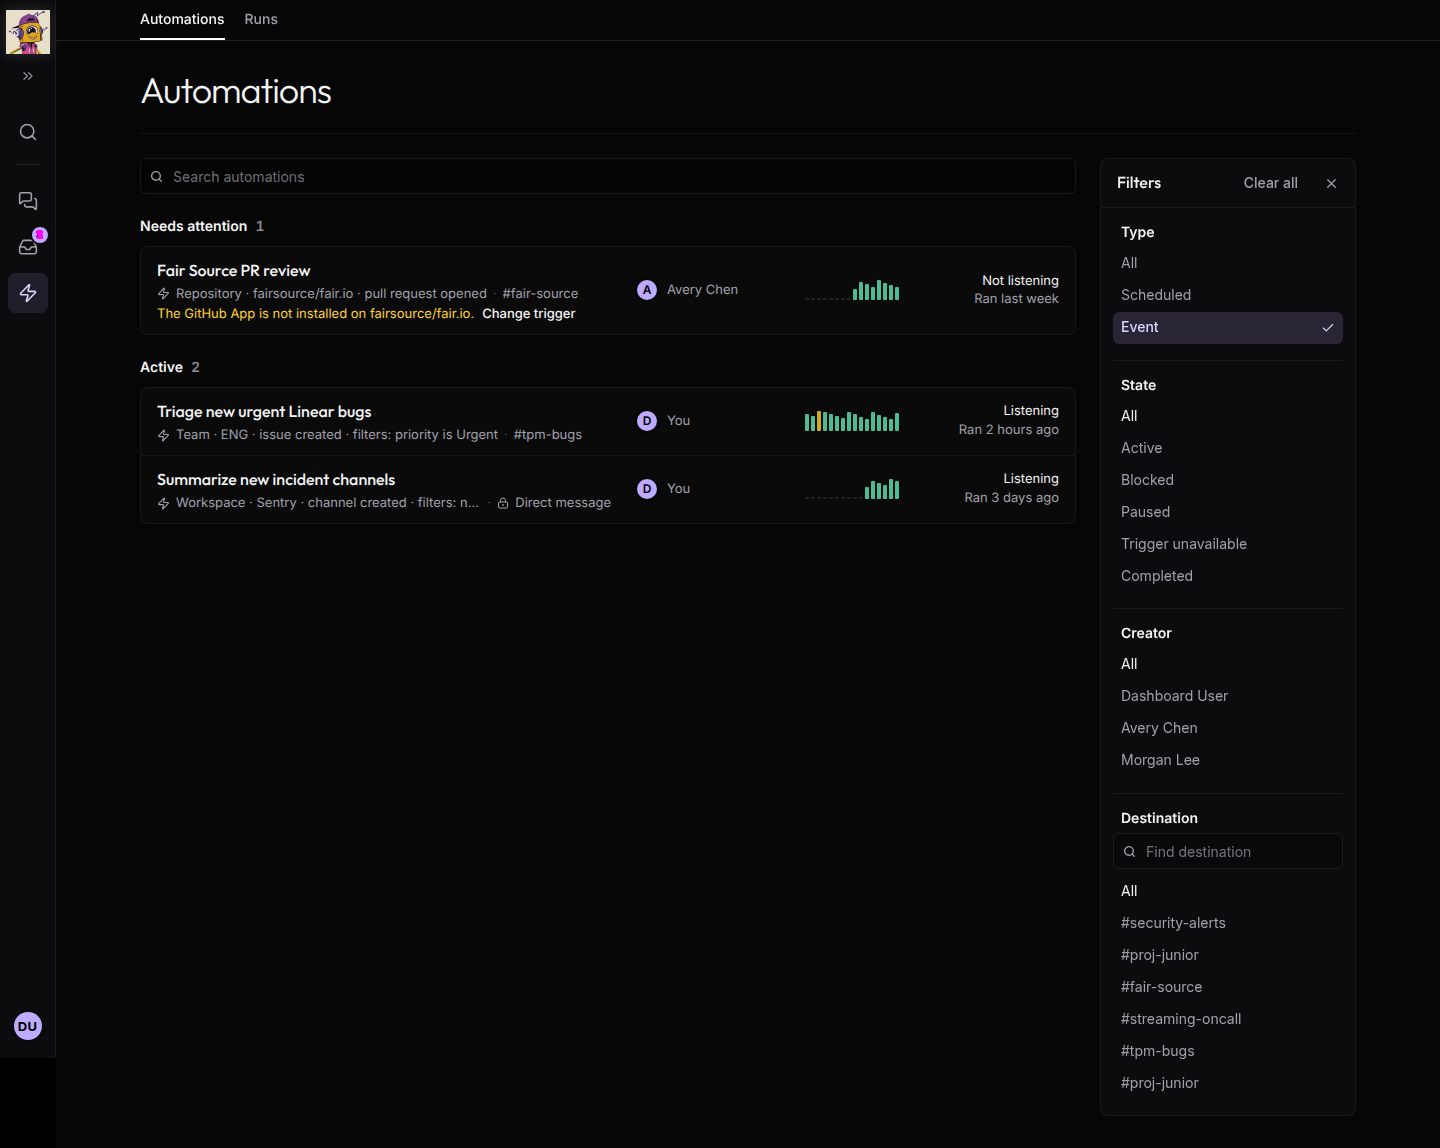 Automations Runs
Automations
Search automations
Needs attention 1
Fair Source PR review
Repository · fairsource/fair.io · pull request opened · #fair-source
The GitHub App is not installed on fairsource/fair.io. Change trigger
A Avery Chen
Not listening
Ran last week
Active 2
Triage new urgent Linear bugs
Team · ENG · issue created · filters: priority is Urgent · #tpm-bugs
D You
Listening
Ran 2 hours ago
Summarize new incident channels
Workspace · Sentry · channel created · filters: n... · Direct message
D You
Listening
Ran 3 days ago
Filters Clear all
Type
All
Scheduled
Event
State
All
Active
Blocked
Paused
Trigger unavailable
Completed
Creator
All
Dashboard User
Avery Chen
Morgan Lee
Destination
Find destination
All
#security-alerts
#proj-junior
#fair-source
#streaming-oncall
#tpm-bugs
#proj-junior
DU